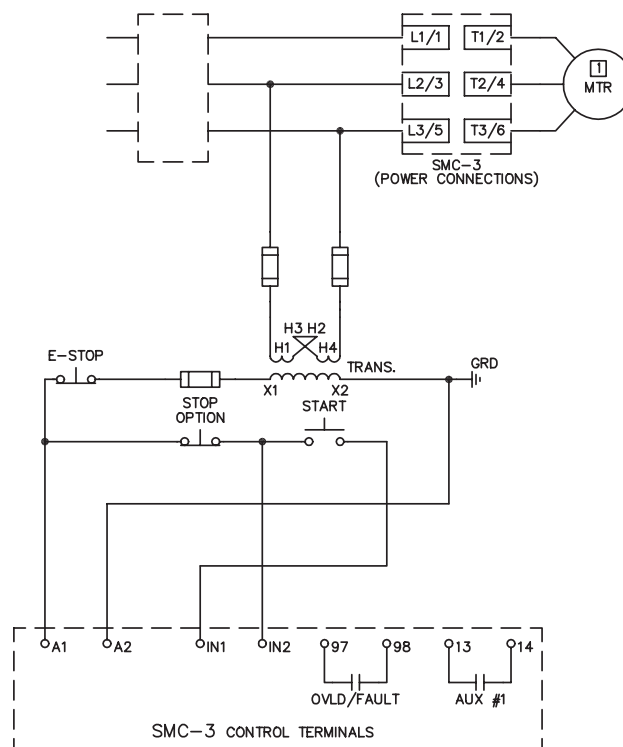 L1/1 T1/2
1
MTR
L2/3 T2/4
L3/5 T3/6
SMC-3
(POWER CONNECTIONS)
H3 H2
H1 H4
E-STOP
TRANS.
GRD
X1 X2
STOP
OPTION
START
A1 A2 IN1 IN2 97 98 13 14
OVLD/FAULT AUX #1
SMC-3 CONTROL TERMINALS